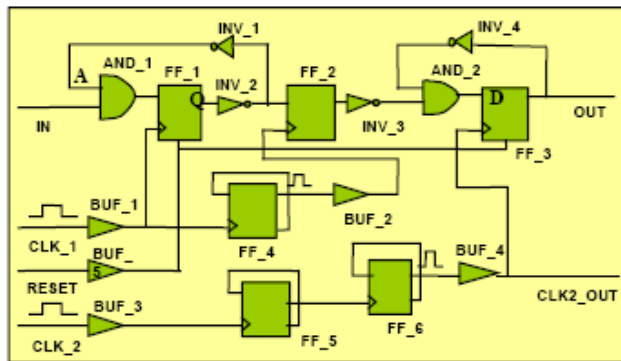 INV_1
INV_4
A
AND_1
FF_1
INV_2
FF_2
AND_2
Q
D
IN
INV_3
OUT
FF_3
BUF_1
BUF_2
CLK_1
BUF_
5
FF_4
BUF_4
RESET
BUF_3
CLK2_OUT
CLK_2
FF_5
FF_6